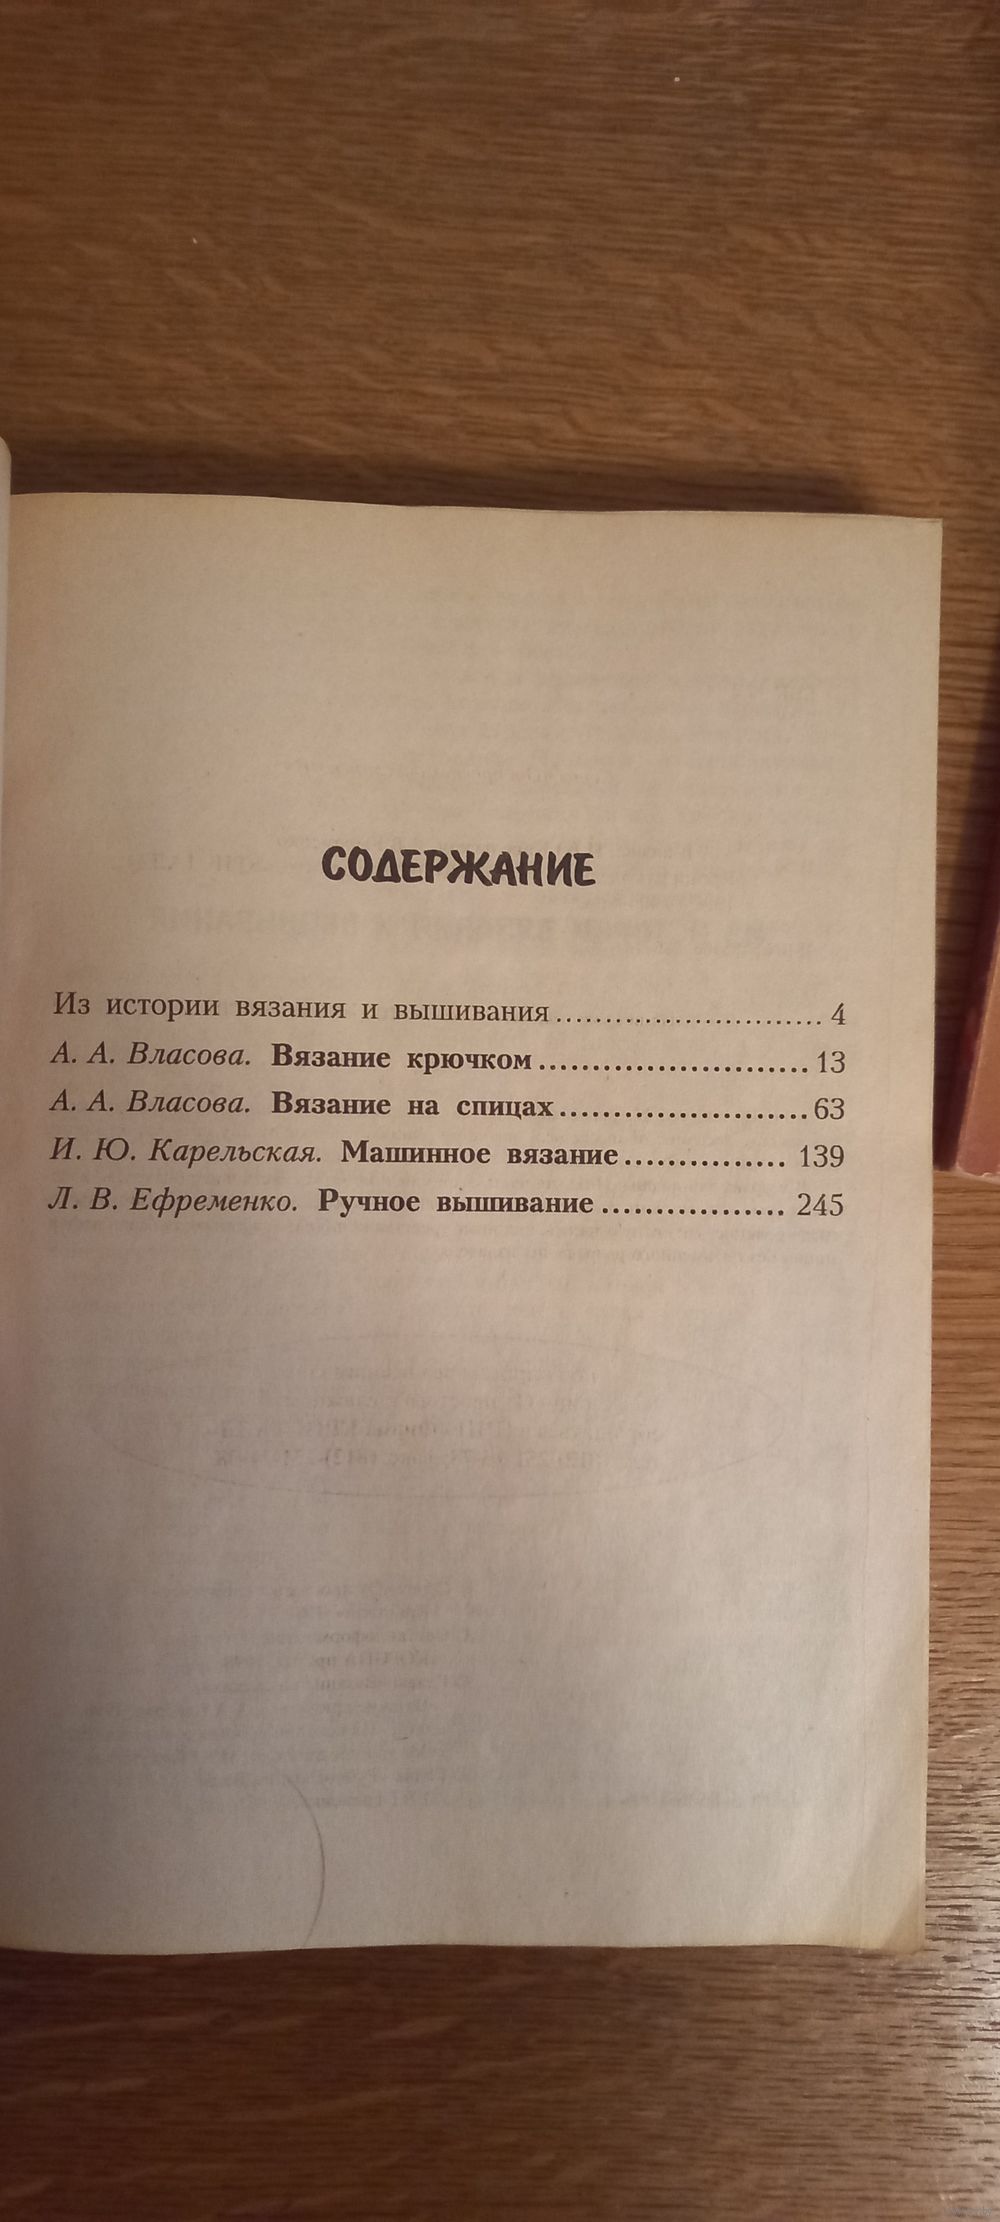 СОДЕРЖАНИЕ
Из истории вязания и вышивания........................... 4
А. А. Власова. Вязание крючком......................... 13
А. А. Власова. Вязание на спицах....................... 63
И. Ю. Карельская. Машинное вязание............... 139
Л. В. Ефременко. Ручное вышивание................. 245